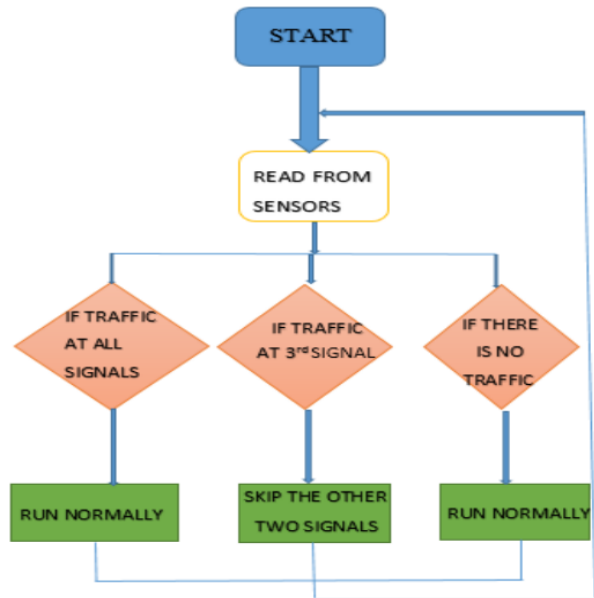 START
READ FROM
SENSORS
IF TRAFFIC
AT ALL
SIGNALS
IF TRAFFIC
AT 3rd SIGNAL
IF THERE
IS NO
TRAFFIC
RUN NORMALLY
SKIP THE OTHER
TWO SIGNALS
RUN NORMALLY